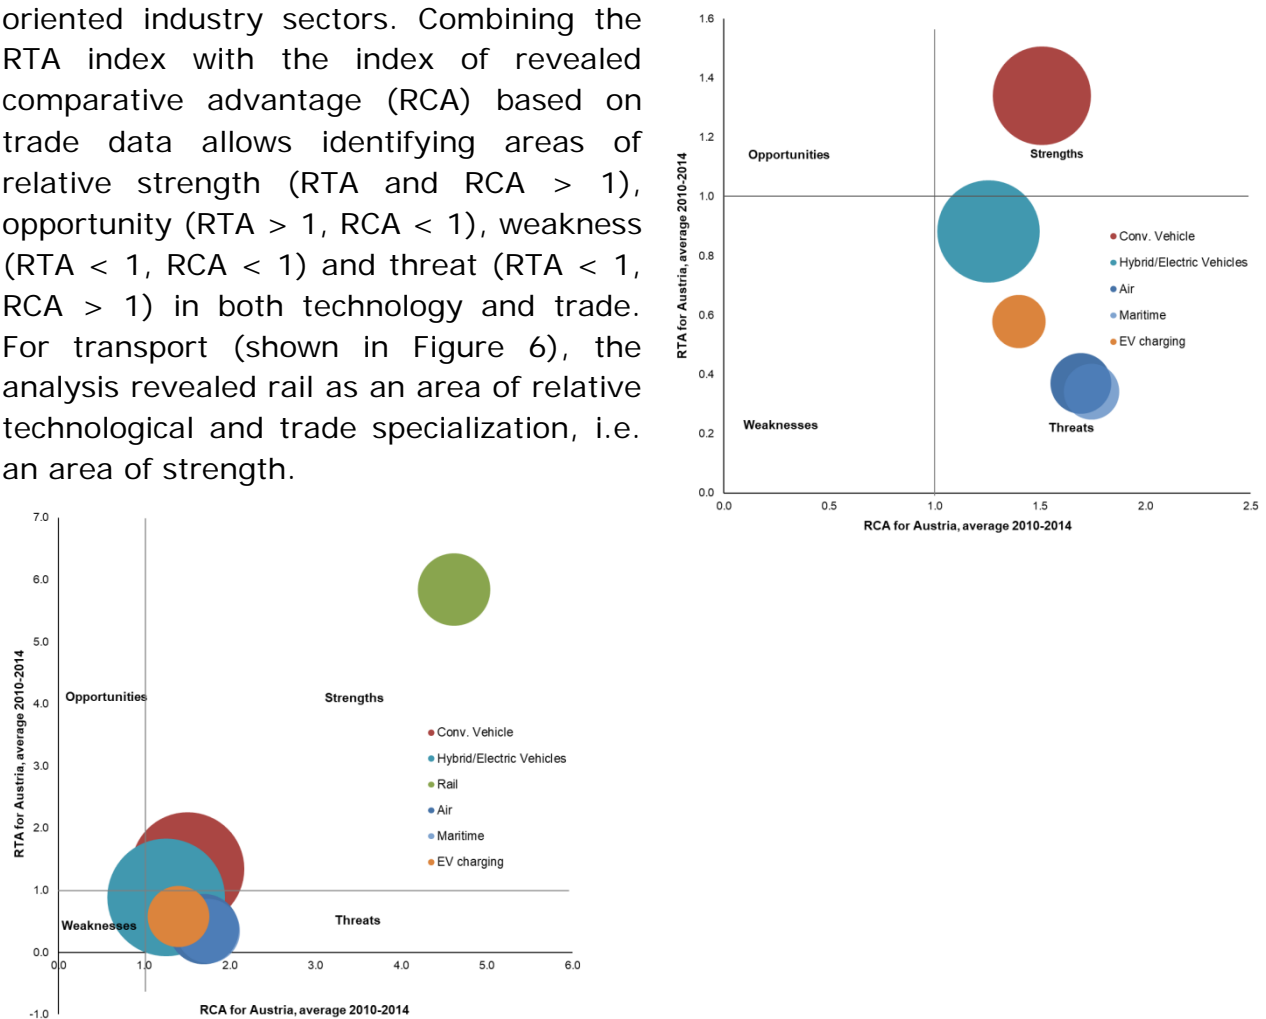 oriented industry sectors. Combining the
RTA index with the index of revealed
comparative advantage (RCA) based on
trade data allows identifying areas of
relative strength (RTA and RCA > 1),
opportunity (RTA > 1, RCA < 1), weakness
(RTA < 1, RCA < 1) and threat (RTA < 1,
RCA > 1) in both technology and trade.
For transport (shown in Figure 6), the
analysis revealed rail as an area of relative
technological and trade specialization, i.e.
an area of strength.
7.0
6.0
5.0
4.0
3.0
2.0
1.0
0.0
-1.0
RTA for Austria, average 2010-2014
Opportunities
Strengths
Conv. Vehicle
Hybrid/Electric Vehicles
Rail
Air
Maritime
EV charging
Weaknesses
Threats
0.0 1.0 2.0 3.0 4.0 5.0 6.0
RCA for Austria, average 2010-2014
1.6
1.4
1.2
1.0
0.8
0.6
0.4
0.2
0.0
RTA for Austria, average 2010-2014
Opportunities
Strengths
Conv. Vehicle
Hybrid/Electric Vehicles
Air
Maritime
EV charging
Weaknesses
Threats
0.0 0.5 1.0 1.5 2.0 2.5
RCA for Austria, average 2010-2014